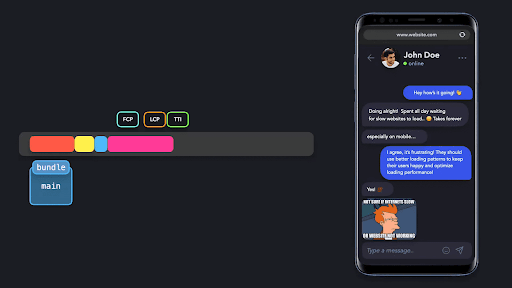 FCP LCP TTI
bundle
main
www.website.com
John Doe
online
Hey how's it going!
Doing alright! Spent all day waiting
for slow websites to load.. Takes forever
especially on mobile....
I agree, it's frustrating! They should
use better loading patterns to keep
their users happy and optimize
loading performance!
Yes!
NOT SURE IF INTERNETS SLOW
OR WEBSITE NOT WORKING
Type a message..